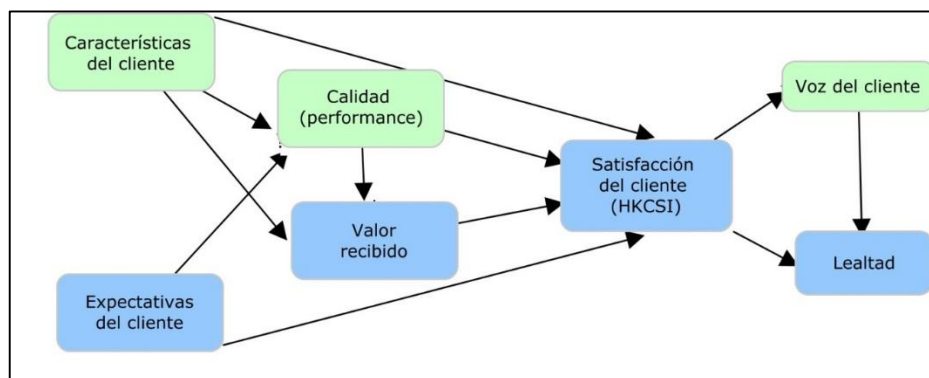 Características
del cliente
Calidad
(performance)
Voz del cliente
Satisfacción
del cliente
(HKCSI)
Valor
recibido
Lealtad
Expectativas
del cliente